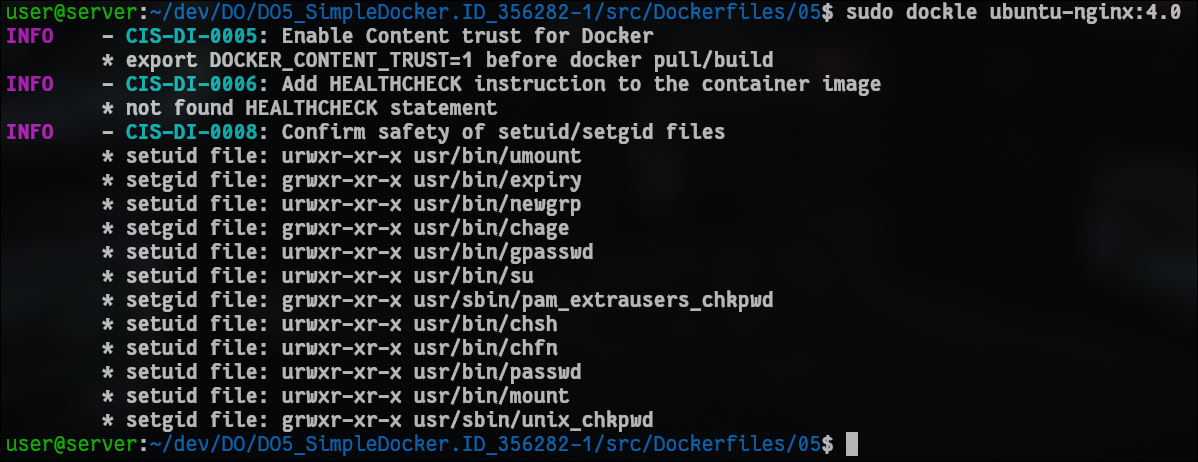 user@server:~/dev/DO/DO5_SimpleDocker.ID_356282-1/src/Dockerfiles/05$ sudo dockle ubuntu-nginx:4.0
INFO    - CIS-DI-0005: Enable Content trust for Docker
        * export DOCKER_CONTENT_TRUST=1 before docker pull/build
INFO    - CIS-DI-0006: Add HEALTHCHECK instruction to the container image
        * not found HEALTHCHECK statement
INFO    - CIS-DI-0008: Confirm safety of setuid/setgid files
        * setuid file: urwxr-xr-x usr/bin/umount
        * setgid file: grwxr-xr-x usr/bin/expiry
        * setuid file: urwxr-xr-x usr/bin/newgrp
        * setgid file: grwxr-xr-x usr/bin/chage
        * setuid file: urwxr-xr-x usr/bin/gpasswd
        * setuid file: urwxr-xr-x usr/bin/su
        * setgid file: grwxr-xr-x usr/sbin/pam_extrausers_chkpwd
        * setuid file: urwxr-xr-x usr/bin/chsh
        * setuid file: urwxr-xr-x usr/bin/chfn
        * setuid file: urwxr-xr-x usr/bin/passwd
        * setuid file: urwxr-xr-x usr/bin/mount
        * setgid file: grwxr-xr-x usr/sbin/unix_chkpwd
user@server:~/dev/DO/DO5_SimpleDocker.ID_356282-1/src/Dockerfiles/05$